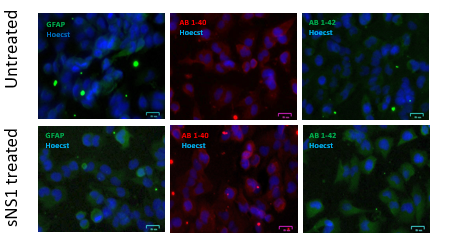 Untreated
GFAP
Hoecst
AB 1-40
Hoecst
AB 1-42
Hoecst
sNS1 treated
GFAP
Hoecst
AB 1-40
Hoecst
AB 1-42
Hoecst